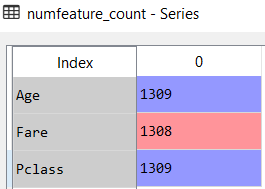 numfeature_count - Series
Index 0
Age 1309
Fare 1308
Pclass 1309